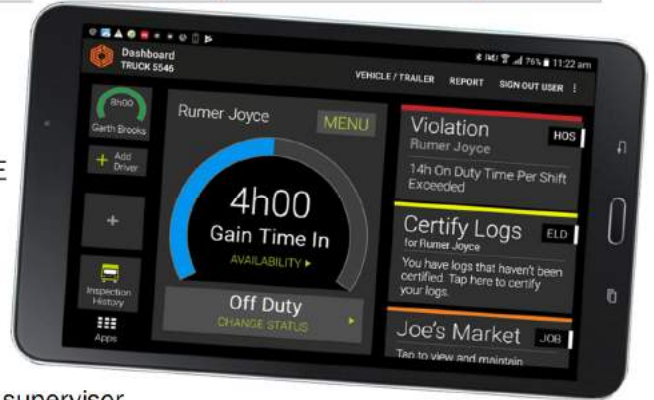 Dashboard
TRUCK 5546
76% 11:22 am
VEHICLE / TRAILER REPORT SIGN OUT USER
8h00
Garth Brooks
+ Add Driver
+
Inspection History
Apps
Rumer Joyce
MENU
4h00
Gain Time In
AVAILABILITY
Off Duty
CHANGE STATUS
Violation
HOS
Rumer Joyce
14h On Duty Time Per Shift
Exceeded
Certify Logs
ELD
for Rumer Joyce
You have logs that haven't been
certified. Tap here to certify
your logs.
Joe's Market
JOB
Tap to view and maintain
E
supervisor